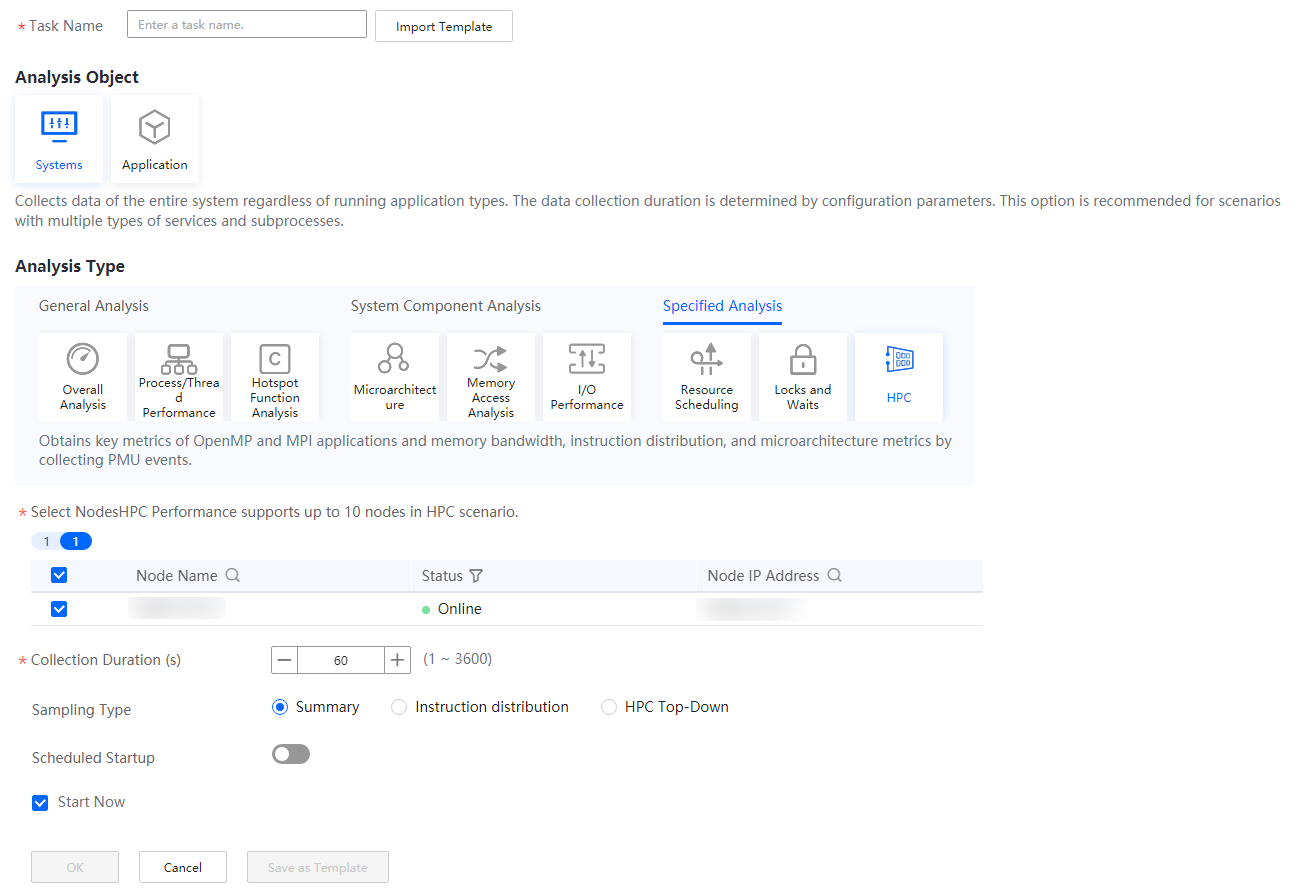 * Task Name
Enter a task name.
Import Template
Analysis Object
Systems
Application
Collects data of the entire system regardless of running application types. The data collection duration is determined by configuration parameters. This option is recommended for scenarios
with multiple types of services and subprocesses.
Analysis Type
General Analysis
System Component Analysis
Specified Analysis
Overall
Analysis
Process/Threa
d
Performance
C
Hotspot
Function
Analysis
Microarchitect
ure
Memory
Access
Analysis
I/O
Performance
Resource
Scheduling
Locks and
Waits
HPC
Obtains key metrics of OpenMP and MPI applications and memory bandwidth, instruction distribution, and microarchitecture metrics by
collecting PMU events.
* Select NodesHPC Performance supports up to 10 nodes in HPC scenario.
1 1
Node Name
Status
Node IP Address
Online
* Collection Duration (s)
60
(1 ~ 3600)
Sampling Type
Summary
Instruction distribution
HPC Top-Down
Scheduled Startup
Start Now
OK
Cancel
Save as Template